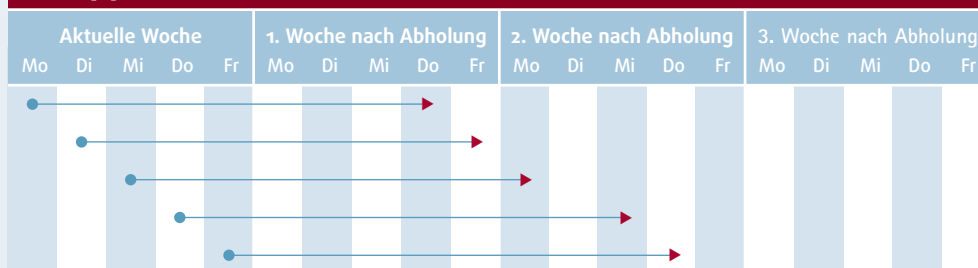 Aktuelle Woche 1. Woche nach Abholung 2. Woche nach Abholung 3. Woche nach Abholung
Mo Di Mi Do Fr Mo Di Mi Do Fr Mo Di Mi Do Fr Mo Di Mi Do Fr